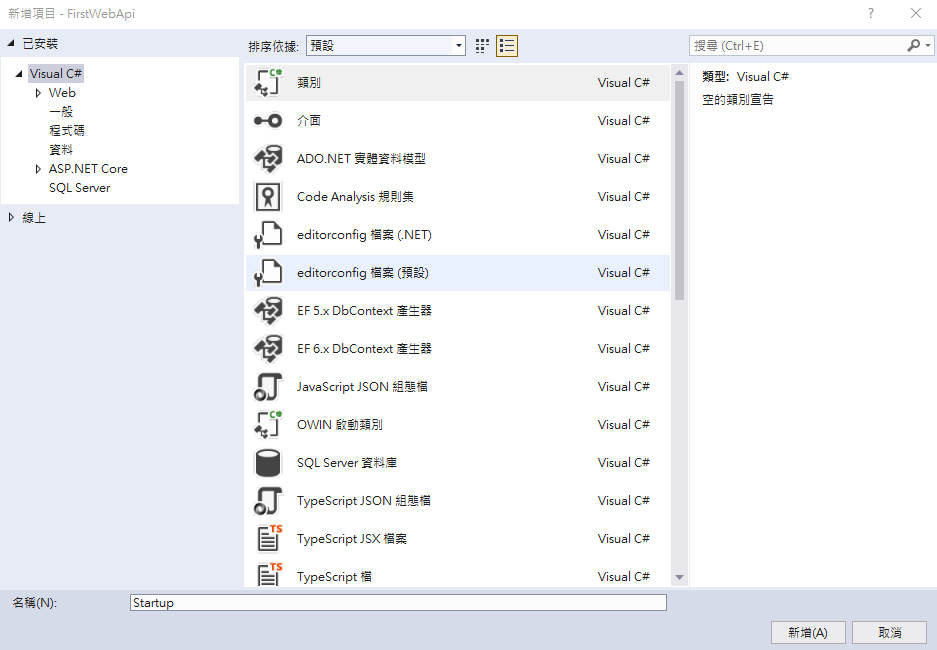 新增項目 - FirstWebApi
已安裝
Visual C#
Web
一般
程式碼
資料
ASP.NET Core
SQL Server
線上
排序依據: 預設
類別 Visual C#
介面 Visual C#
ADO.NET 實體資料模型 Visual C#
Code Analysis 規則集 Visual C#
editorconfig 檔案 (.NET) Visual C#
editorconfig 檔案 (預設) Visual C#
EF 5.x DbContext 產生器 Visual C#
EF 6.x DbContext 產生器 Visual C#
JavaScript JSON 組態檔 Visual C#
OWIN 啟動類別 Visual C#
SQL Server 資料庫 Visual C#
TypeScript JSON 組態檔 Visual C#
TS
TypeScript JSX 檔案 Visual C#
TS
TypeScript 檔 Visual C#
搜尋 (Ctrl+E)
類型: Visual C#
空的類別宣告
名稱(N): Startup
新增(A) 取消